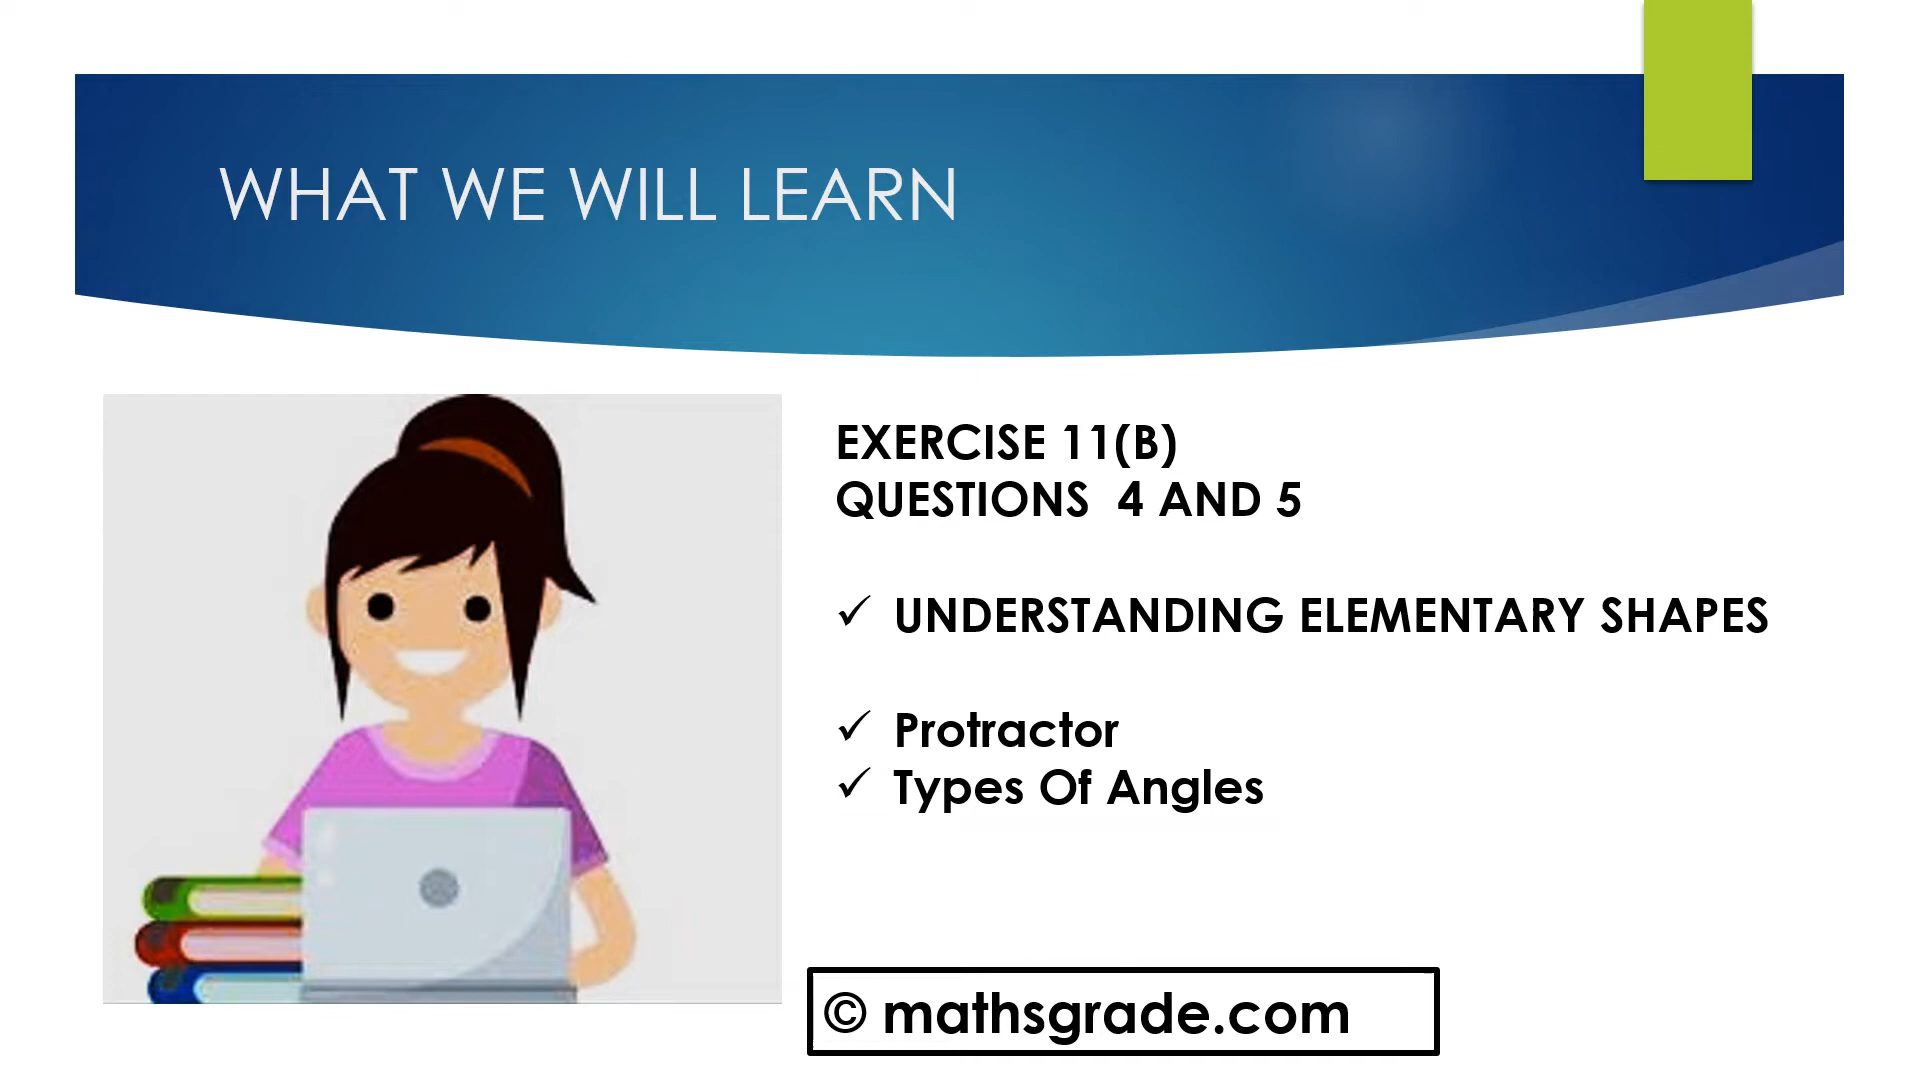 WHAT WE WILL LEARN
EXERCISE 11(B)
QUESTIONS  4 AND 5
✓ UNDERSTANDING ELEMENTARY SHAPES
✓ Protractor
✓ Types Of Angles
© mathsgrade.com